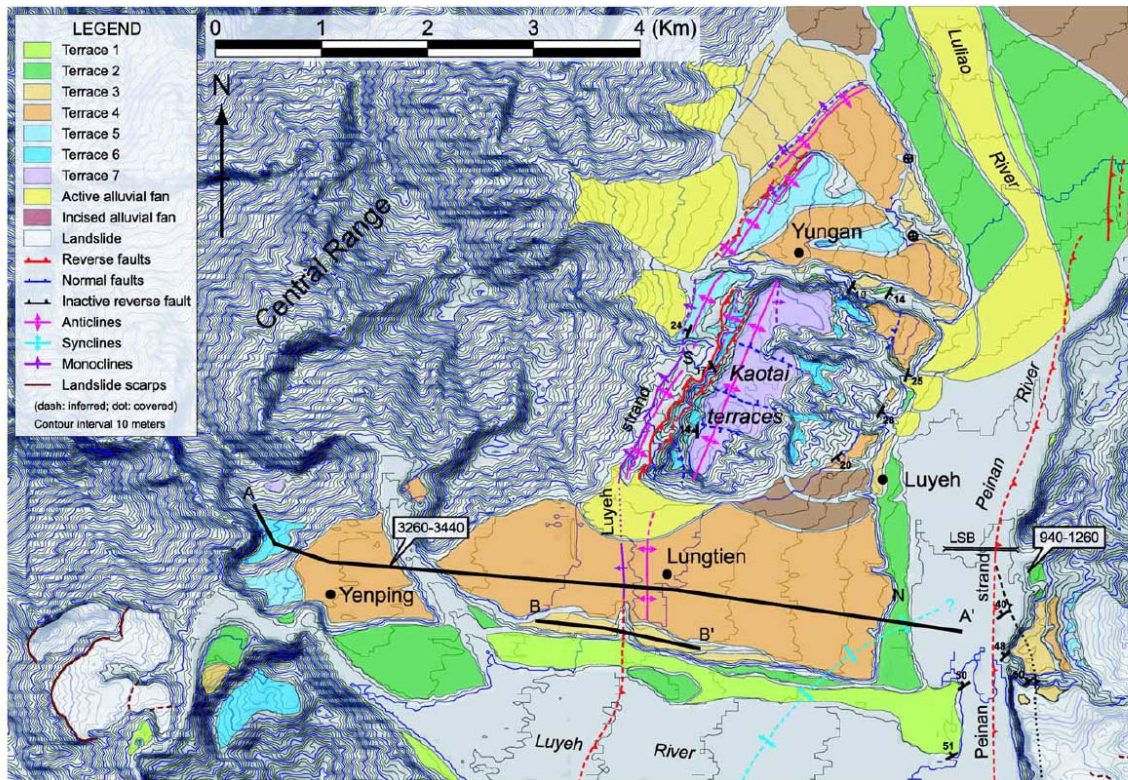 LEGEND
Terrace 1
Terrace 2
Terrace 3
Terrace 4
Terrace 5
Terrace 6
Terrace 7
Active alluvial fan
Incised alluvial fan
Landslide
Reverse faults
Normal faults
Inactive reverse fault
Anticlines
Synclines
Monoclines
Landslide scarps
(dash: inferred; dot: covered)
Contour interval 10 meters
0 1 2 3 4 (Km)
N
Central Range
Luliao
River
Yungan
14
24
S
Kaotai
terraces
strand
25
26
20
Luyeh
Luyeh
Peinan
River
A
3260-3440
LSB
940-1260
strand
Lungtien
Yenping
N
A'
?
B
B'
40
48
50
51
Peinan
Luyeh
River